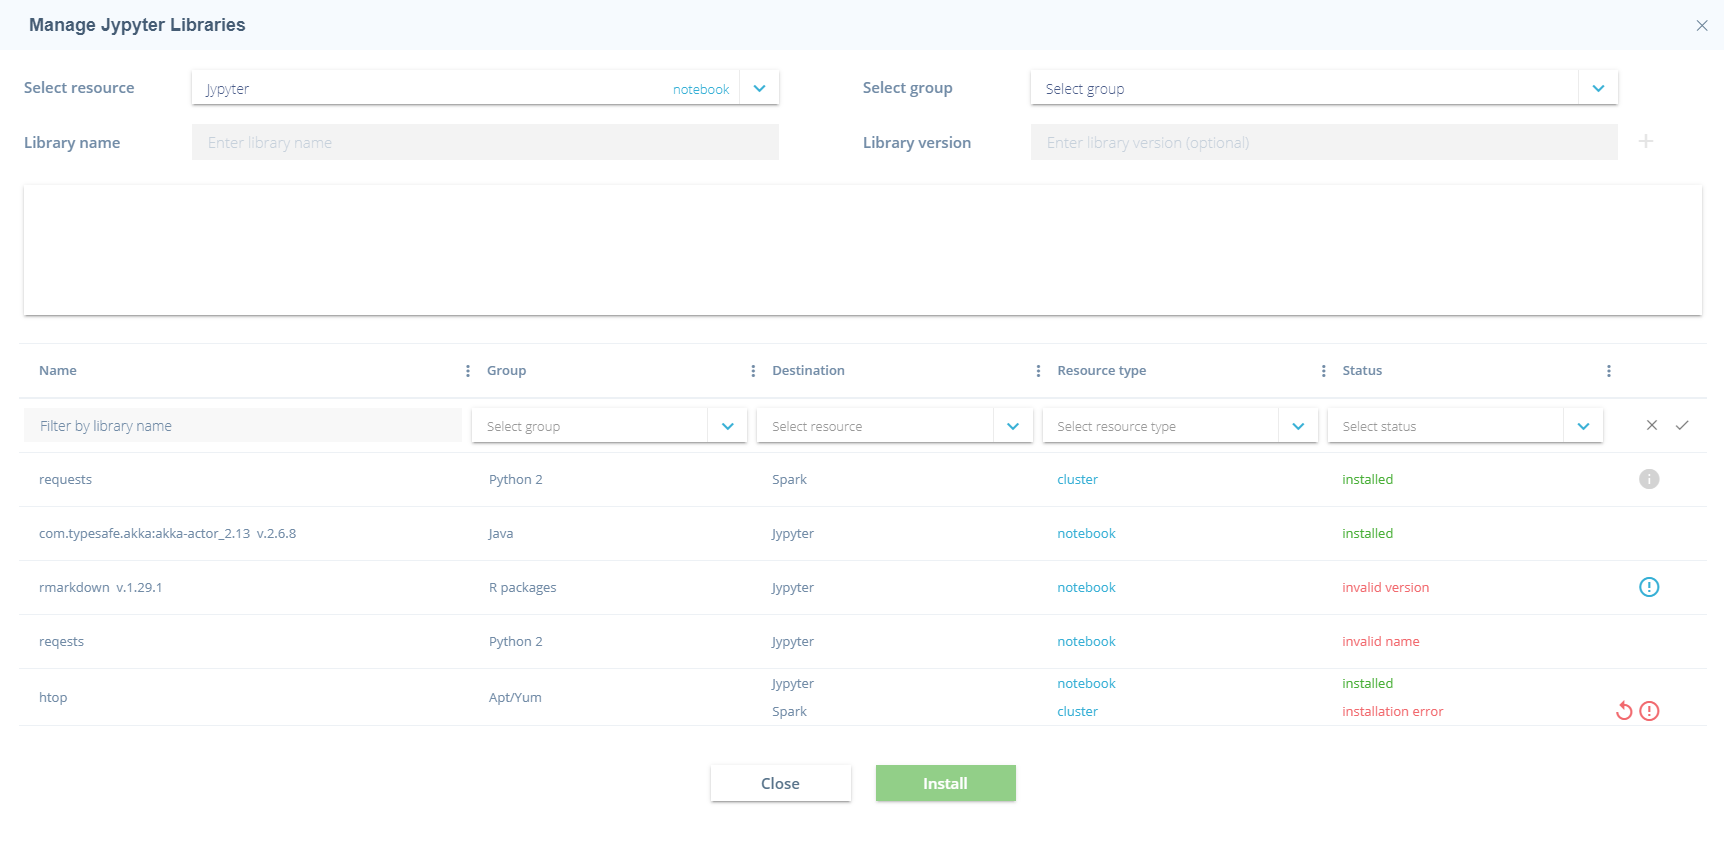 Manage Jypyter Libraries
Select resource Jypyter notebook Select group Select group
Library name Enter library name Library version Enter library version (optional)
Name Group Destination Resource type Status
Filter by library name Select group Select resource Select resource type Select status
requests Python 2 Spark cluster installed
com.typesafe.akka:akka-actor_2.13 v.2.6.8 Java Jypyter notebook installed
rmarkdown v.1.29.1 R packages Jypyter notebook invalid version
reqests Python 2 Jypyter notebook invalid name
htop Apt/Yum Jypyter notebook installed
Spark cluster installation error
Close Install